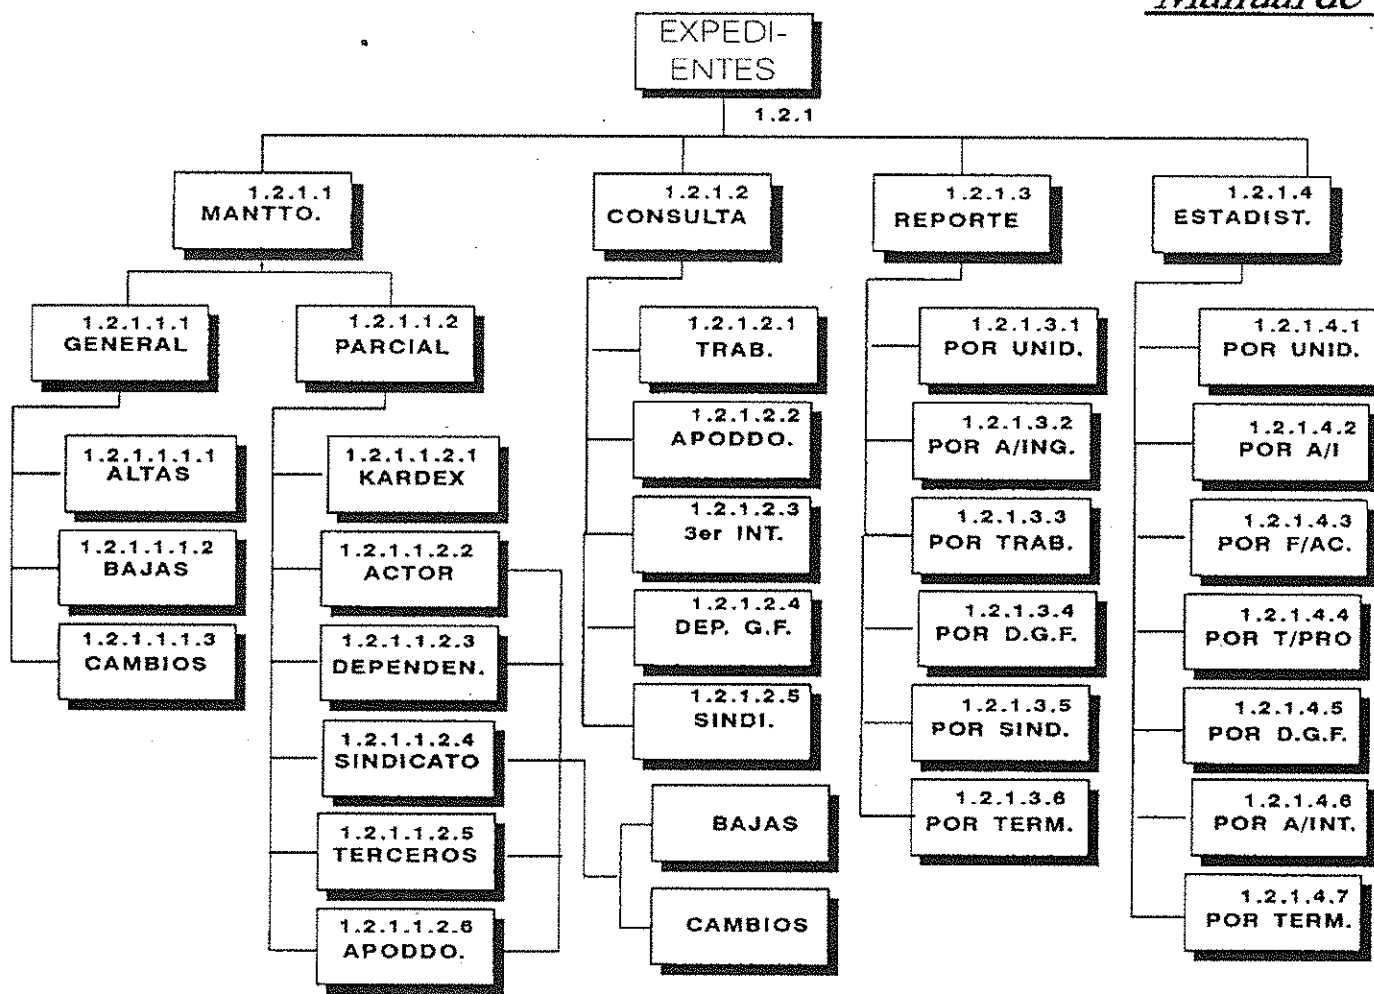 EXPEDI-
ENTES
1.2.1
1.2.1.1
MANTTO.
1.2.1.1.1
GENERAL
1.2.1.1.1.1
ALTAS
1.2.1.1.1.2
BAJAS
1.2.1.1.1.3
CAMBIOS
1.2.1.1.2
PARCIAL
1.2.1.1.2.1
KARDEX
1.2.1.1.2.2
ACTOR
1.2.1.1.2.3
DEPENDEN.
1.2.1.1.2.4
SINDICATO
1.2.1.1.2.5
TERCEROS
1.2.1.1.2.6
APODDO.
BAJAS
CAMBIOS
1.2.1.2
CONSULTA
1.2.1.2.1
TRAB.
1.2.1.2.2
APODDO.
1.2.1.2.3
3er INT.
1.2.1.2.4
DEP. G.F.
1.2.1.2.5
SINDI.
1.2.1.3
REPORTE
1.2.1.3.1
POR UNID.
1.2.1.3.2
POR A/ING.
1.2.1.3.3
POR TRAB.
1.2.1.3.4
POR D.G.F.
1.2.1.3.5
POR SIND.
1.2.1.3.6
POR TERM.
1.2.1.4
ESTADIST.
1.2.1.4.1
POR UNID.
1.2.1.4.2
POR A/I
1.2.1.4.3
POR F/AC.
1.2.1.4.4
POR T/PRO
1.2.1.4.5
POR D.G.F.
1.2.1.4.6
POR A/INT.
1.2.1.4.7
POR TERM.